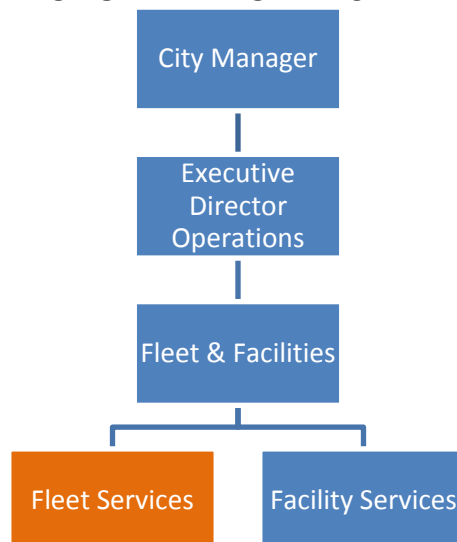 City Manager
Executive
Director
Operations
Fleet & Facilities
Fleet Services
Facility Services